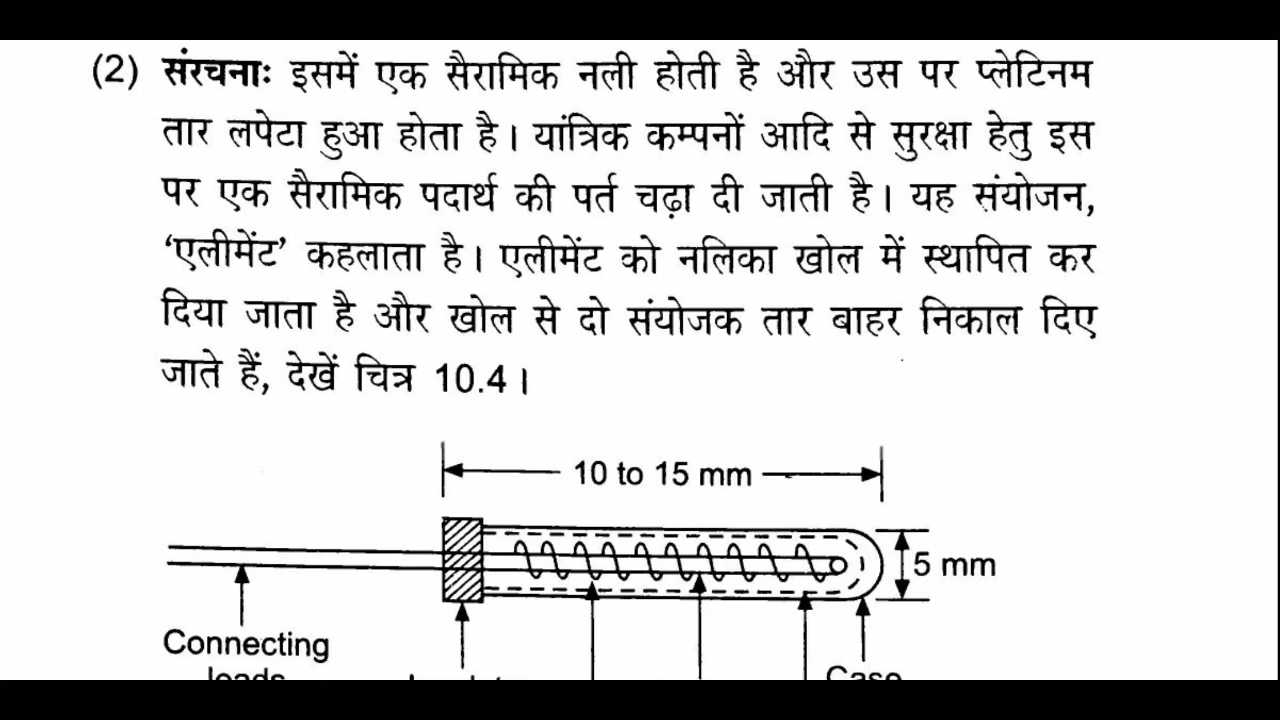 (2) संरचनाः इसमें एक सैरामिक नली होती है और उस पर प्लेटिनम
तार लपेटा हुआ होता है। यांत्रिक कम्पनों आदि से सुरक्षा हेतु इस
पर एक सैरामिक पदार्थ की पर्त चढ़ा दी जाती है। यह संयोजन,
‘एलीमेंट’ कहलाता है। एलीमेंट को नलिका खोल में स्थापित कर
दिया जाता है और खोल से दो संयोजक तार बाहर निकाल दिए
जाते हैं, देखें चित्र 10.4।
10 to 15 mm
5 mm
Connecting
Case